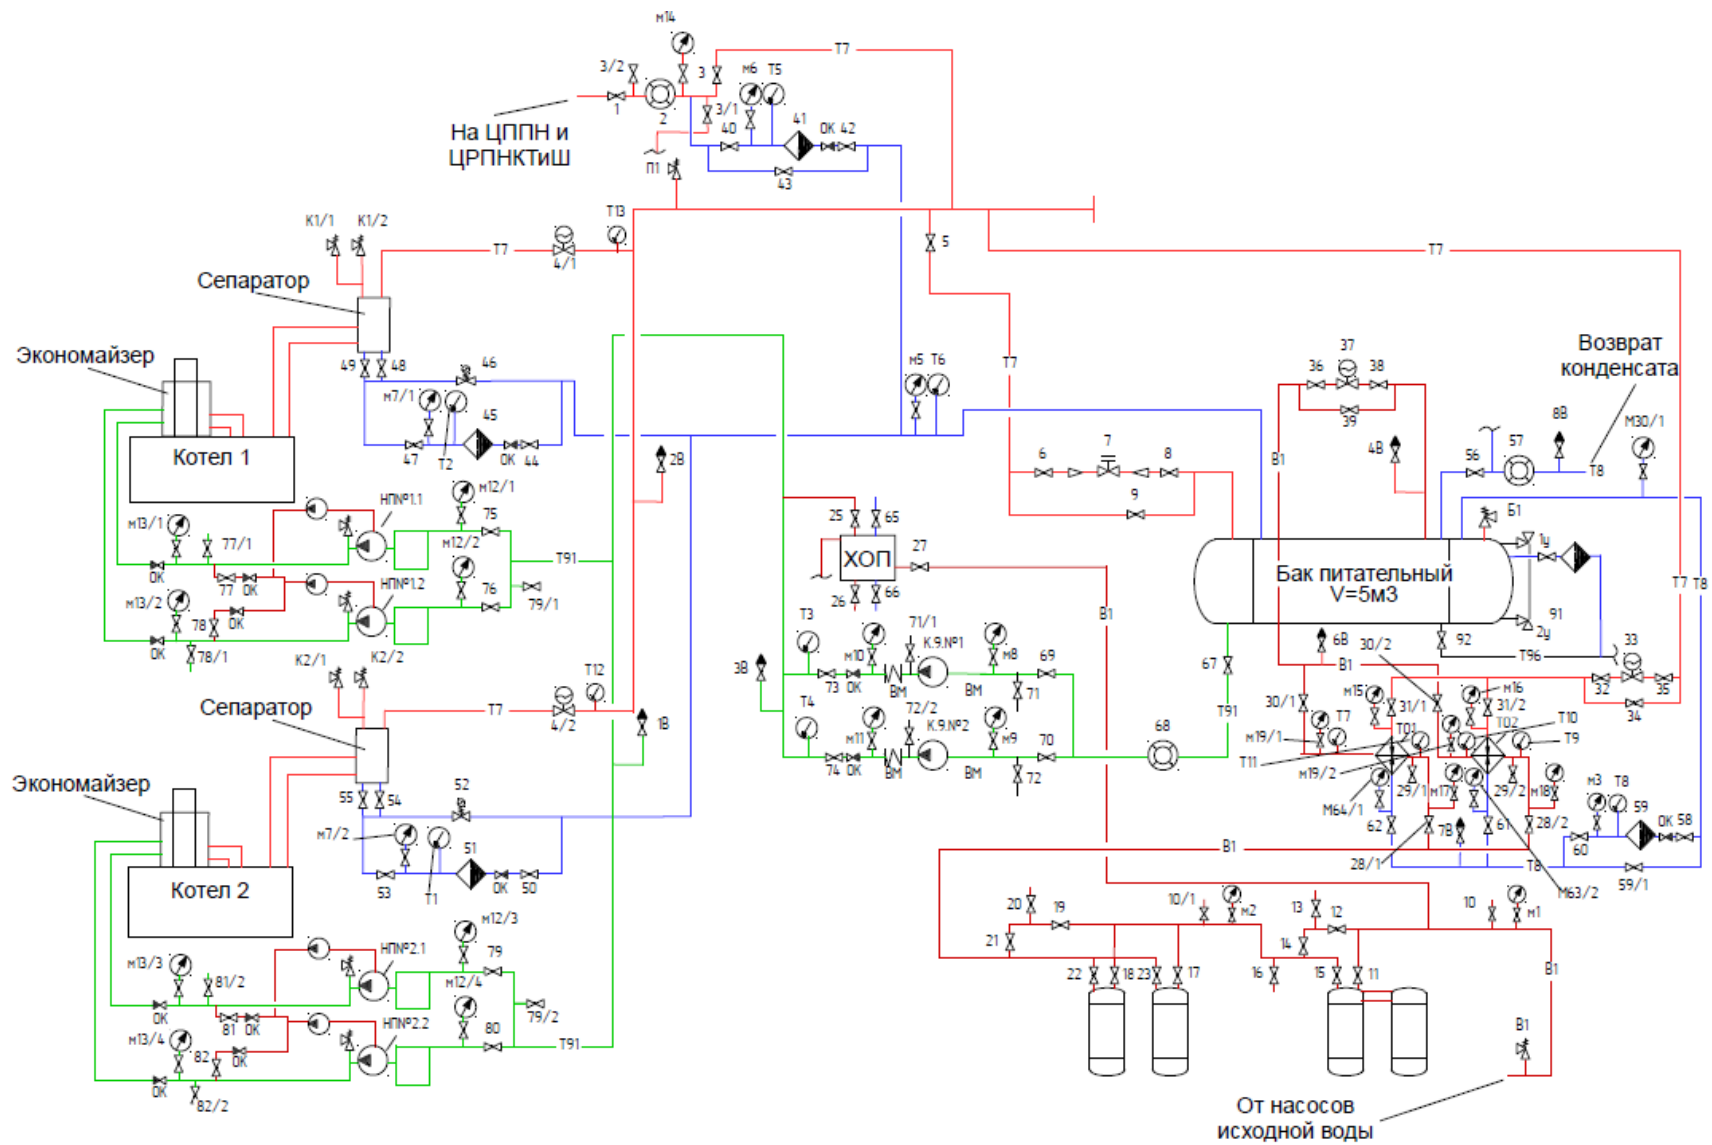 м14
Т7
3/2
3
м6
Т5
1
2
3/1
40
41
ОК
42
На ЦППН и
ЦРПНКТиШ
П1
43
К1/1
К1/2
Т13
Т7
4/1
5
Т7
Сепаратор
Экономайзер
49
48
46
м7/1
45
47
Т2
ОК
44
м5
Т6
Т7
36
37
38
39
Возврат
конденсата
В1
4В
8В
М30/1
56
57
Т8
2В
6
7
8
9
Котел 1
НП№1.1
м12/1
75
м13/1
77/1
м12/2
ОК
77
ОК
НП№1.2
76
Т91
79/1
м13/2
78
ОК
ОК
78/1
25
65
ХОП
27
26
66
Б1
1у
Бак питательный
V=5м3
2у
91
92
Т96
В1
Т7
Т8
К2/1
К2/2
Т12
Т7
4/2
1В
Сепаратор
Т3
м10
71/1
К.9.№1
м8
69
73
ОК
ВМ
ВМ
71
3В
Т4
м11
72/2
К.9.№2
м9
70
74
ОК
ВМ
ВМ
72
68
Т91
67
6В
В1
30/2
33
32
35
34
30/1
м15
31/1
м16
31/2
Т7
ТО1
ТО2
Т10
м19/1
Т11
м19/2
Т9
М64/1
29/1
м17
29/2
м18
м3
Т8
59
ОК
58
62
7В
61
28/2
60
28/1
Т8
59/1
М63/2
В1
Экономайзер
55
54
52
м7/2
51
53
Т1
ОК
50
Котел 2
м12/3
НП№2.1
79
м13/3
81/2
м12/4
ОК
81
ОК
НП№2.2
79/2
80
Т91
м13/4
82
ОК
ОК
82/2
20
19
21
10/1
м2
13
12
14
10
м1
22
18
23
17
16
15
11
В1
В1
От насосов
исходной воды